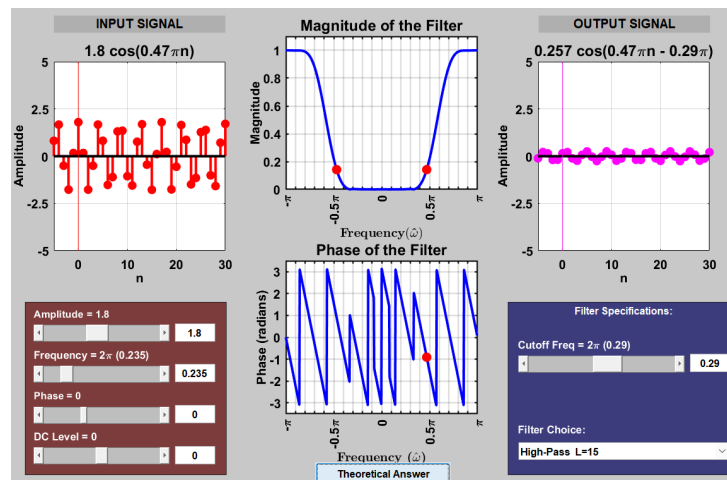 INPUT SIGNAL
1.8 cos(0.47πn)
5
2.5
0
-2.5
-5
Amplitude
0
10
20
30
n
Amplitude = 1.8
1.8
Frequency = 2π (0.235)
0.235
Phase = 0
0
DC Level = 0
0
Magnitude of the Filter
1
0.8
0.6
0.4
0.2
0
Magnitude
-π
-0.5π
0
0.5π
π
Frequency(ω̂)
Phase of the Filter
3
2
1
0
-1
-2
-3
Phase (radians)
-π
-0.5π
0
0.5π
π
Frequency (ω̂)
Theoretical Answer
OUTPUT SIGNAL
0.257 cos(0.47πn - 0.29π)
5
2.5
0
-2.5
-5
Amplitude
0
10
20
30
n
Filter Specifications:
Cutoff Freq = 2π (0.29)
0.29
Filter Choice:
High-Pass L=15